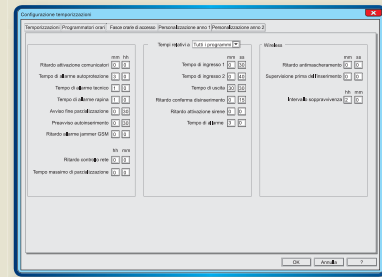 Configurazione temporizzazioni
Temporizzazioni Programmatori orari Fasce orarie di accesso Personalizzazione anno 1 Personalizzazione anno 2
mm hh
Ritardo attivazione comunicatori 0 0
Tempo di allarme autoprotezione 3 0
Tempo di allarme tecnico 1 0
Tempo di allarme rapina 1 0
Avviso fine parzializzazione 0 30
Preavviso autoinserimento 0 30
Ritardo allarme jammer GSM 0 0
hh mm
Ritardo controllo rete 0 0
Tempo massimo di parzializzazione 0 0
Tempi relativi a Tutti i programmi
mm ss
Tempo di ingresso 1 0 30
Tempo di ingresso 2 0 40
Tempo di uscita 30 30
Ritardo conferma disinserimento 0 15
Ritardo attivazione sirene 0 0
Tempo di allarme 3 0
Wireless
mm ss
Ritardo antimascheramento 0 0
Supervisione prima dell'inserimento 0 0
hh mm
Intervallo sopravvivenza 2 0
OK Annulla ?